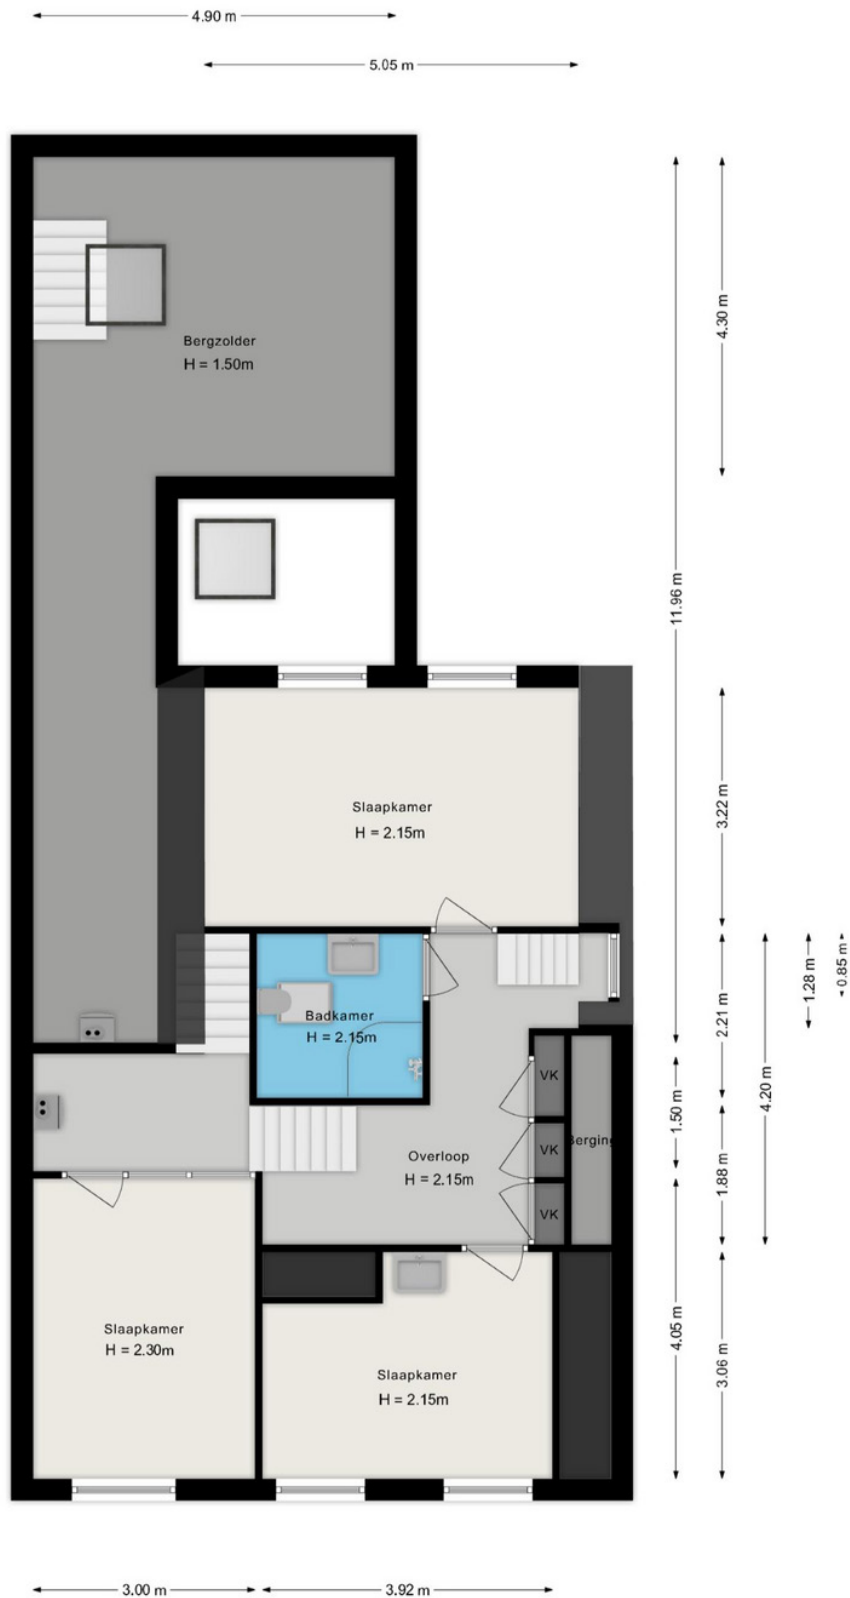 4.90 m
5.05 m
Bergzolder
H = 1.50m
4.30 m
11.96 m
Slaapkamer
H = 2.15m
3.22 m
Badkamer
H = 2.15m
2.21 m
1.28 m
0.85 m
VK
VK
VK
Berging
Overloop
H = 2.15m
1.50 m
1.88 m
4.20 m
Slaapkamer
H = 2.30m
Slaapkamer
H = 2.15m
4.05 m
3.06 m
3.00 m
3.92 m